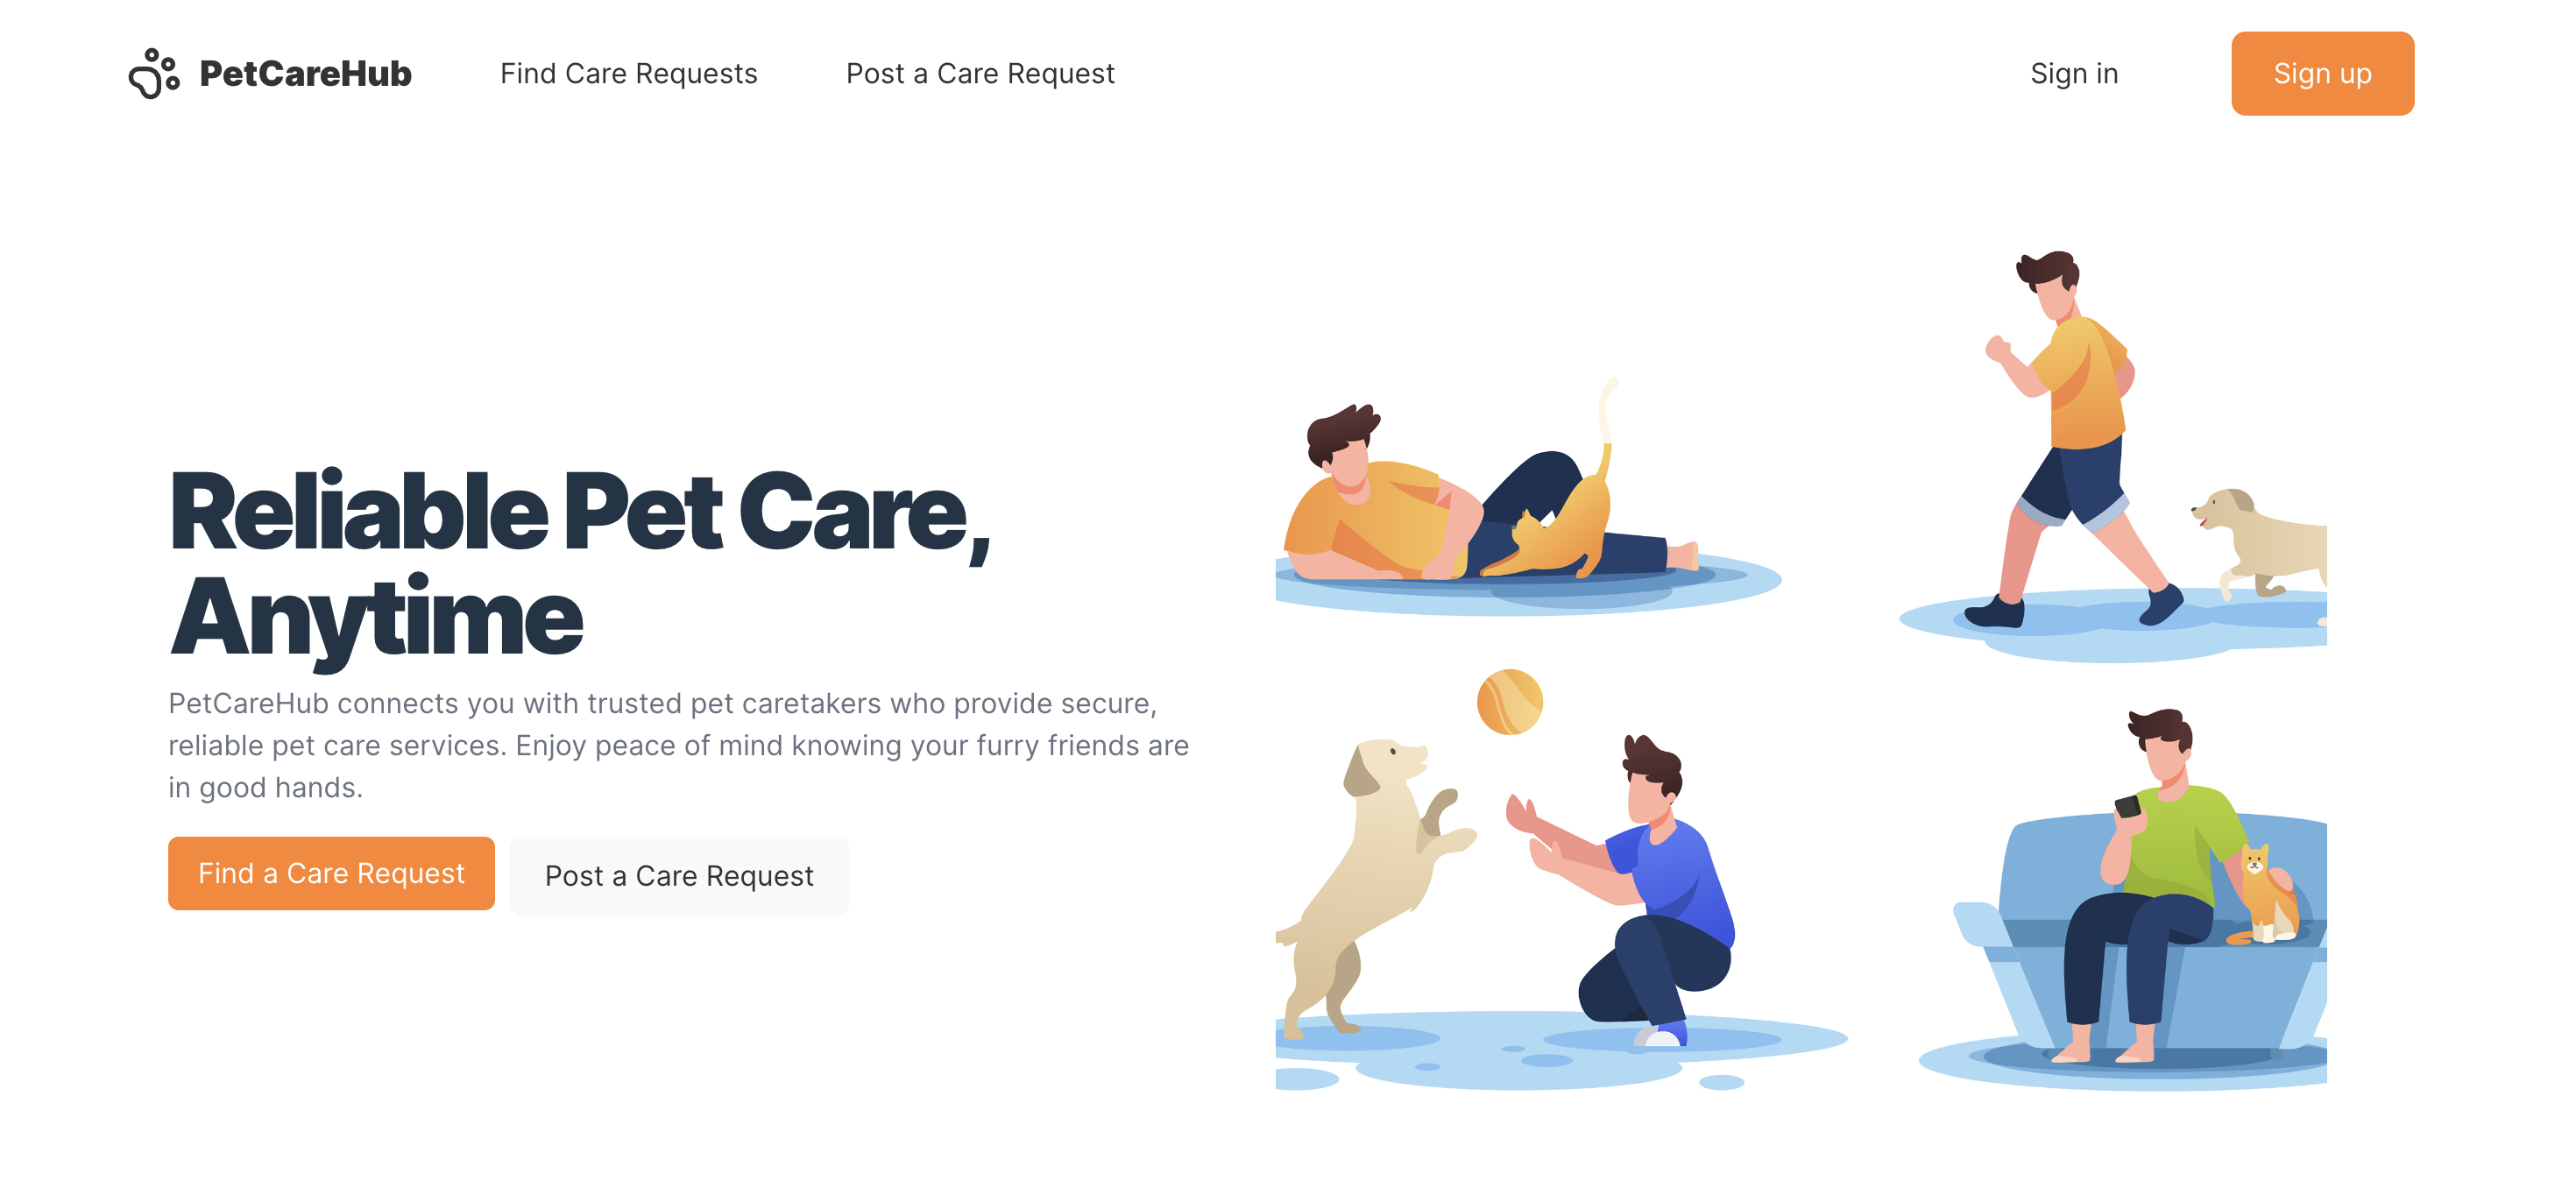 PetCareHub
Find Care Requests
Post a Care Request
Sign in
Sign up
Reliable Pet Care,
Anytime
PetCareHub connects you with trusted pet caretakers who provide secure,
reliable pet care services. Enjoy peace of mind knowing your furry friends are
in good hands.
Find a Care Request
Post a Care Request